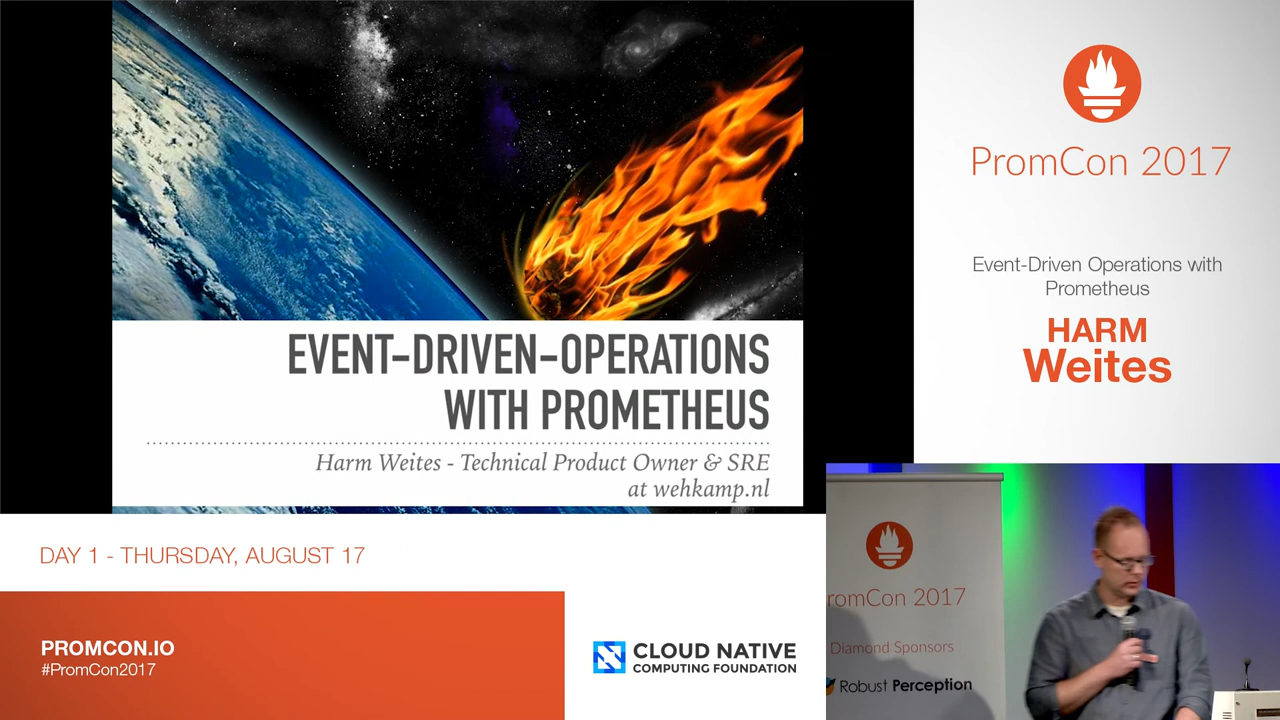 EVENT-DRIVEN-OPERATIONS
WITH PROMETHEUS
Harm Weites - Technical Product Owner & SRE
at wehkamp.nl
PromCon 2017
Event-Driven Operations with
Prometheus
HARM
Weites
DAY 1 - THURSDAY, AUGUST 17
PROMCON.IO
#PromCon2017
CLOUD NATIVE
COMPUTING FOUNDATION
romCon 2017
Diamond Sponsors
Robust Perception